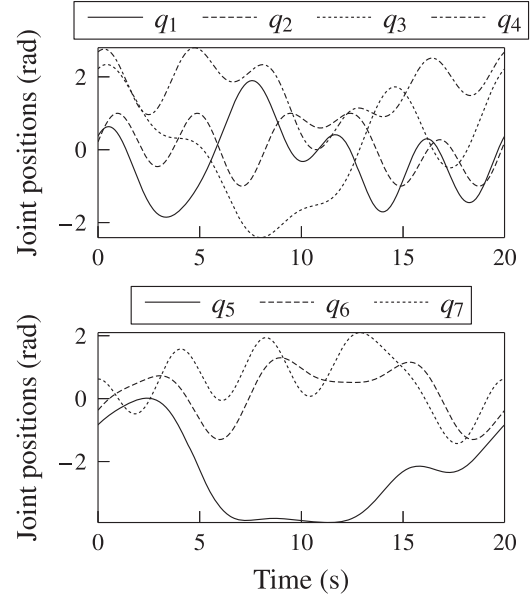 q1 q2 q3 q4
Joint positions (rad)
2
0
−2
0 5 10 15 20
q5 q6 q7
Joint positions (rad)
2
0
−2
0 5 10 15 20
Time (s)